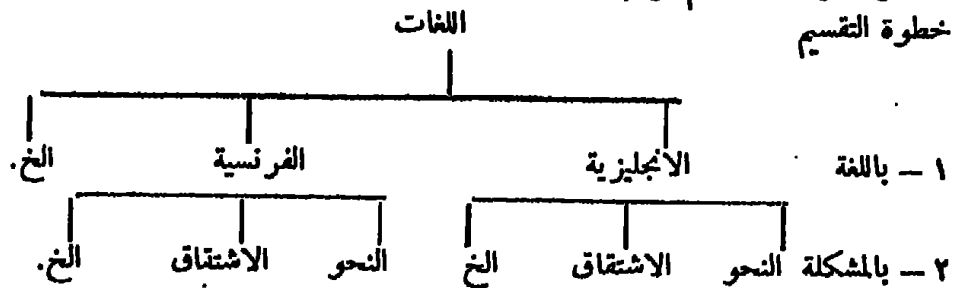 خطوة التقسيم
اللغات
١ — باللغة الانجليزية الفرنسية الخ.
٢ — بالمشكلة النحو الاشتقاق الخ النحو الاشتقاق الخ.